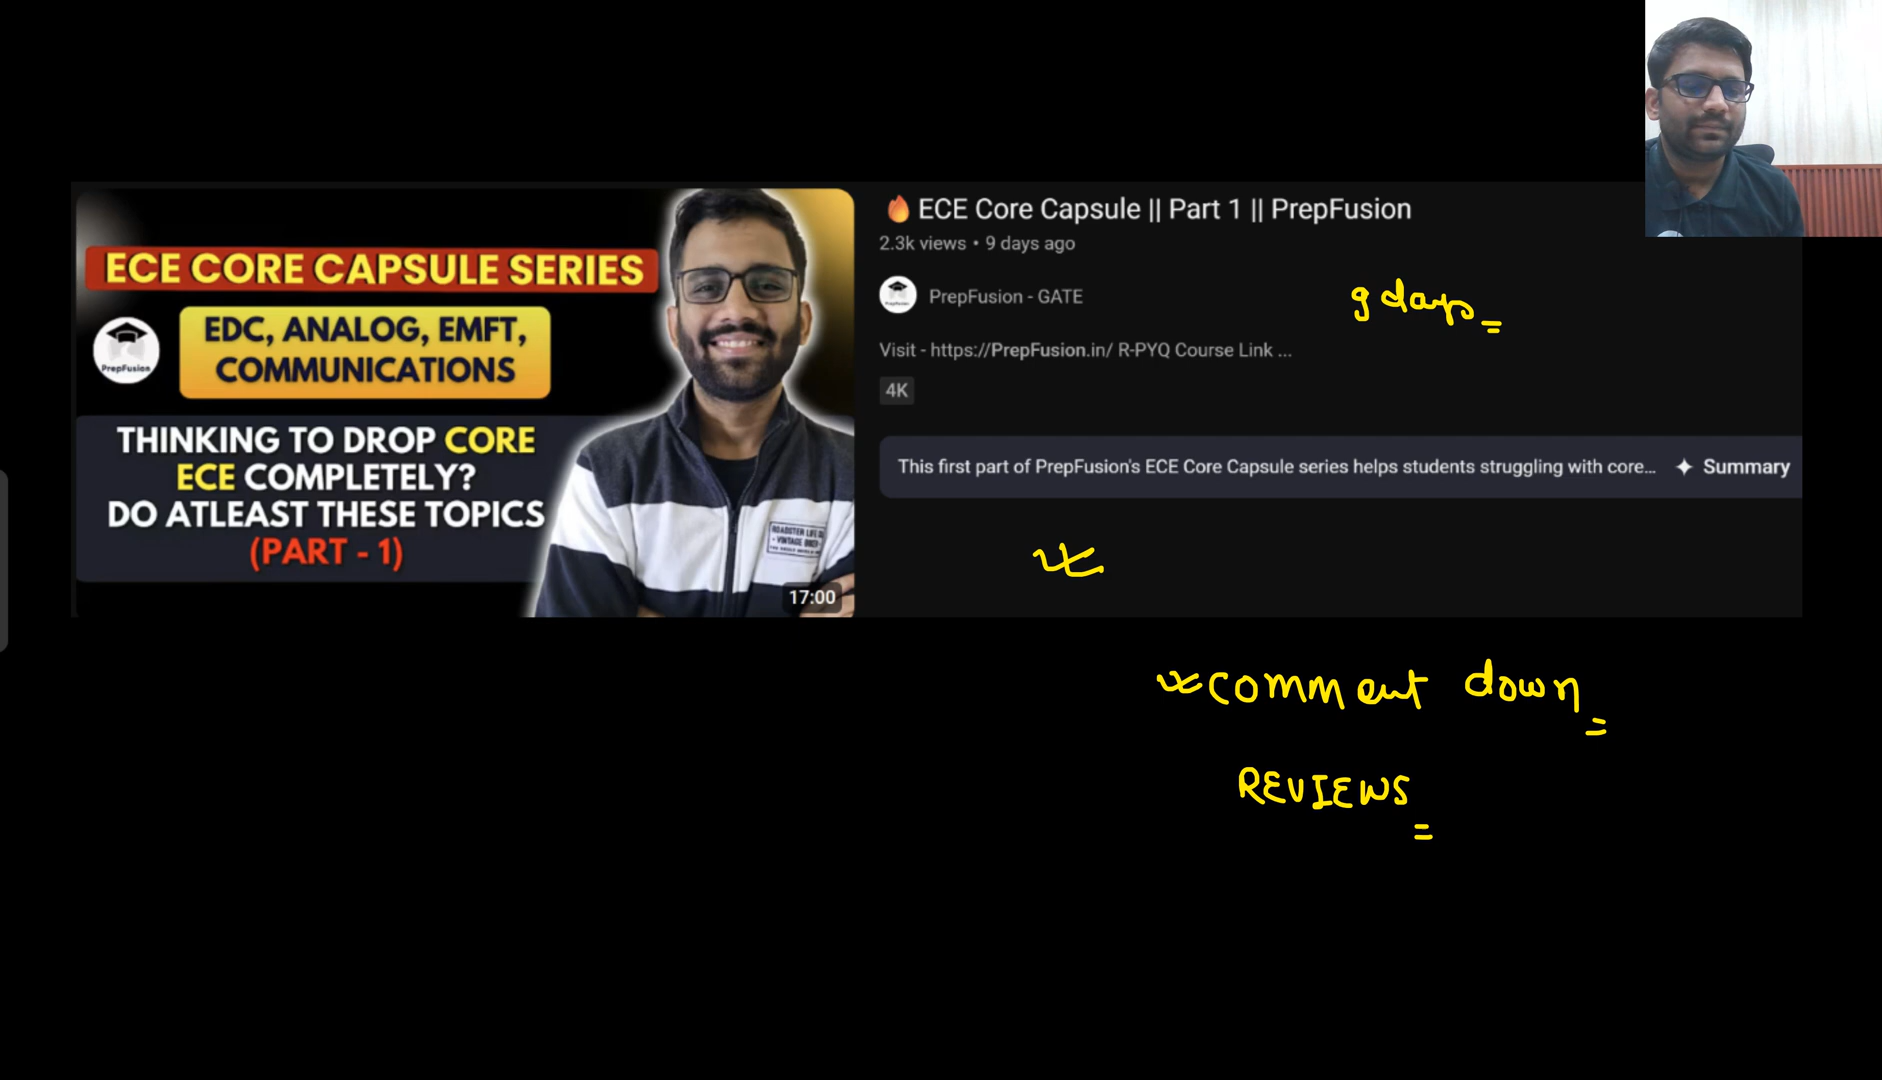 ECE CORE CAPSULE SERIES
PrepFusion
EDC, ANALOG, EMFT,
COMMUNICATIONS
THINKING TO DROP CORE
ECE COMPLETELY?
DO ATLEAST THESE TOPICS
(PART - 1)
17:00
🔥 ECE Core Capsule || Part 1 || PrepFusion
2.3k views • 9 days ago
PrepFusion - GATE
9 days
Visit - https://PrepFusion.in/ R-PYQ Course Link ...
4K
This first part of PrepFusion's ECE Core Capsule series helps students struggling with core... Summary
comment down
REVIEWS